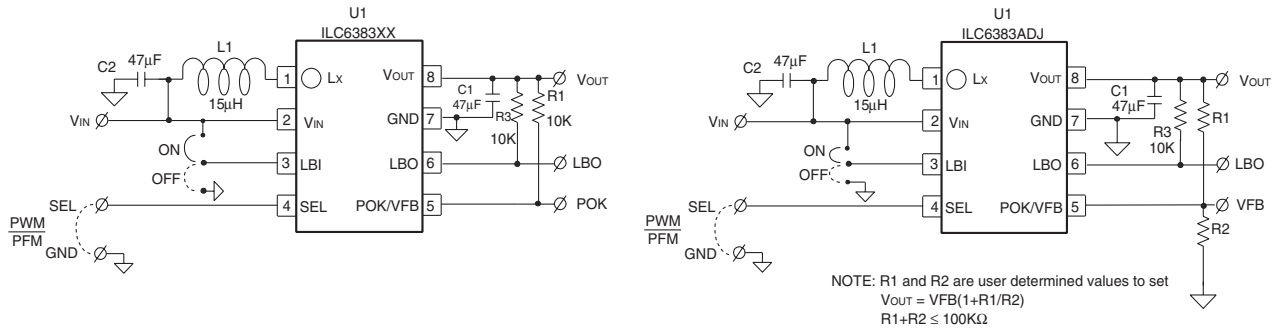 U1
ILC6383XX
C2
47µF
L1
15µH
1
LX
VIN
2
VIN
ON
OFF
3
LBI
SEL
4
SEL
PWM
PFM
GND
VOUT
8
GND
7
LBO
6
POK/VFB
5
C1
47µF
R3
10K
R1
10K
VOUT
LBO
POK
U1
ILC6383ADJ
C2
47µF
L1
15µH
1
LX
VIN
2
VIN
ON
OFF
3
LBI
SEL
4
SEL
PWM
PFM
GND
VOUT
8
GND
7
LBO
6
POK/VFB
5
C1
47µF
R3
10K
R1
VOUT
LBO
VFB
R2
NOTE: R1 and R2 are user determined values to set
VOUT = VFB(1+R1/R2)
R1+R2 ≤ 100KΩ